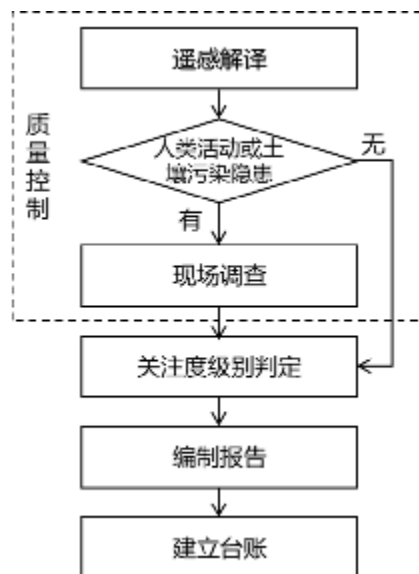 遥感解译
质量控制
人类活动或土
壤污染隐患
无
有
现场调查
关注度级别判定
编制报告
建立台账